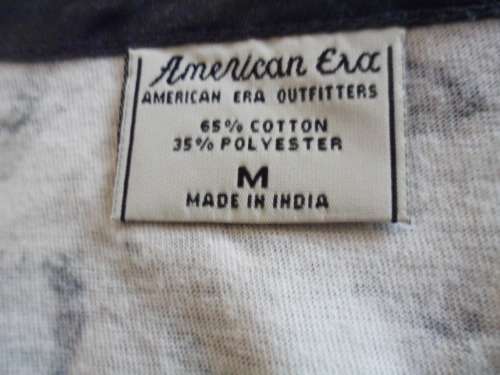 American Era
AMERICAN ERA OUTFITTERS
65% COTTON
35% POLYESTER
M
MADE IN INDIA